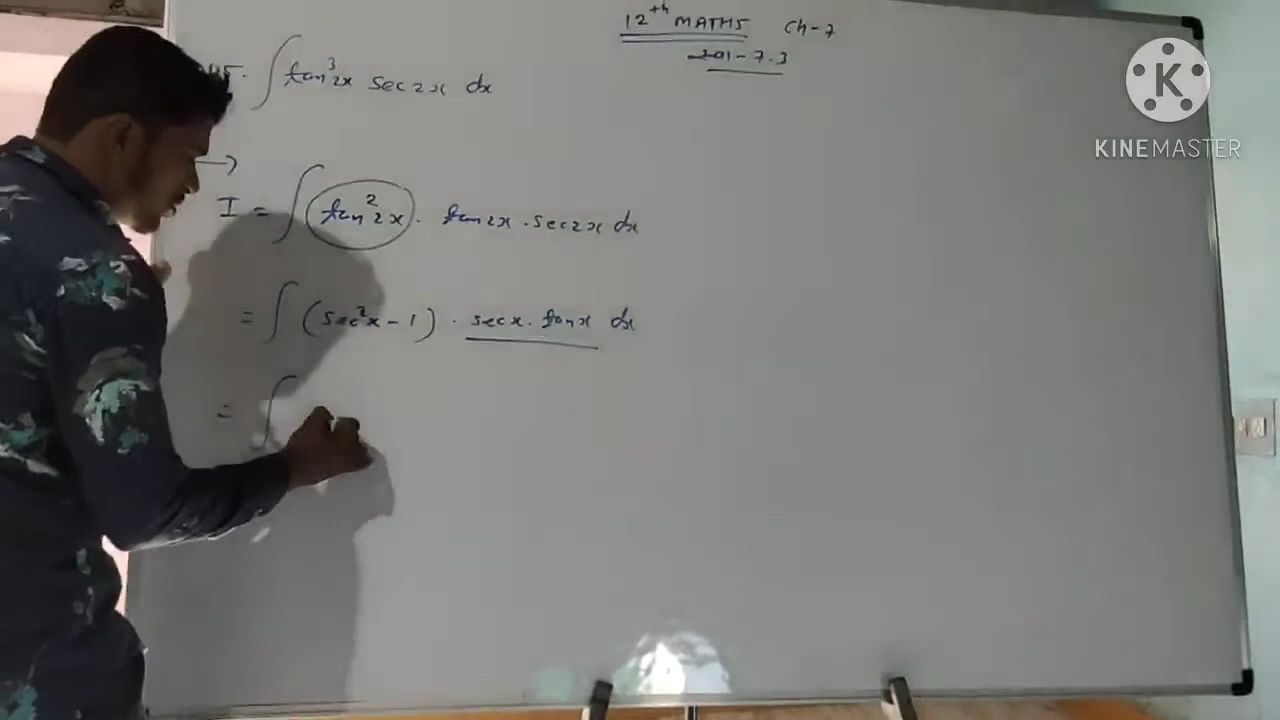 12th MATHS Ch-7
7.3
∫ tan³2x sec2x dx
→
I = ∫ tan²2x . tan2x . sec2x dx
= ∫ (sec²x - 1) . secx . tanx dx
= ∫
K
KINEMASTER